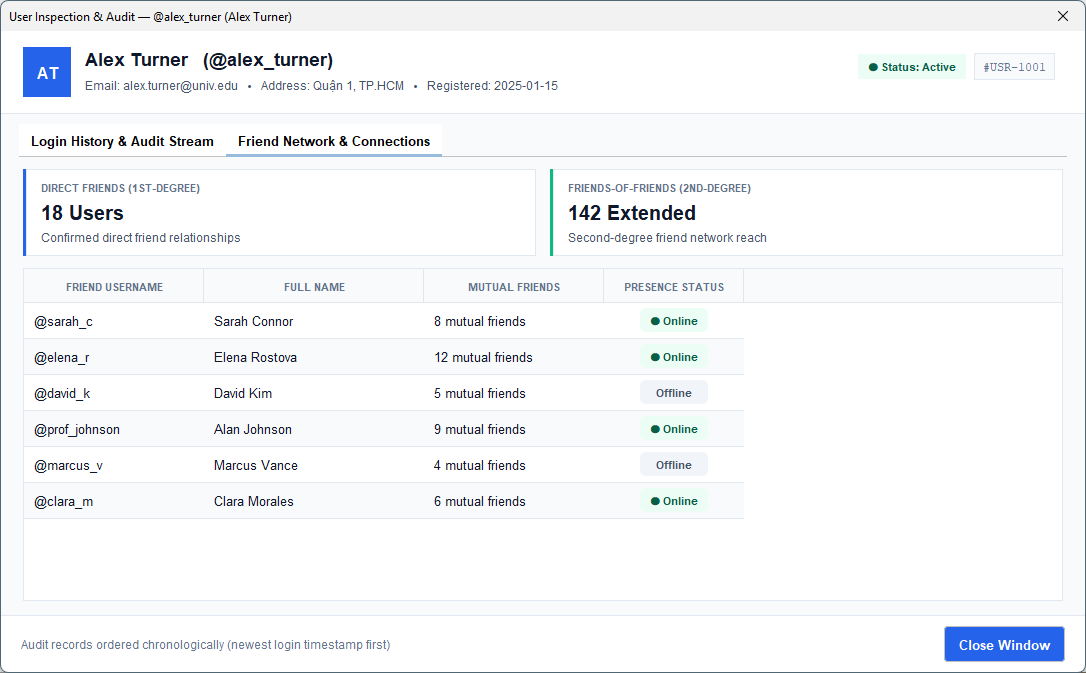 User Inspection & Audit — @alex_turner (Alex Turner)
AT
Alex Turner (@alex_turner)
Email: alex.turner@univ.edu • Address: Quận 1, TP.HCM • Registered: 2025-01-15
● Status: Active
#USR-1001
Login History & Audit Stream
Friend Network & Connections
DIRECT FRIENDS (1ST-DEGREE)
18 Users
Confirmed direct friend relationships
FRIENDS-OF-FRIENDS (2ND-DEGREE)
142 Extended
Second-degree friend network reach
FRIEND USERNAME FULL NAME MUTUAL FRIENDS PRESENCE STATUS
@sarah_c Sarah Connor 8 mutual friends ● Online
@elena_r Elena Rostova 12 mutual friends ● Online
@david_k David Kim 5 mutual friends Offline
@prof_johnson Alan Johnson 9 mutual friends ● Online
@marcus_v Marcus Vance 4 mutual friends Offline
@clara_m Clara Morales 6 mutual friends ● Online
Audit records ordered chronologically (newest login timestamp first)
Close Window